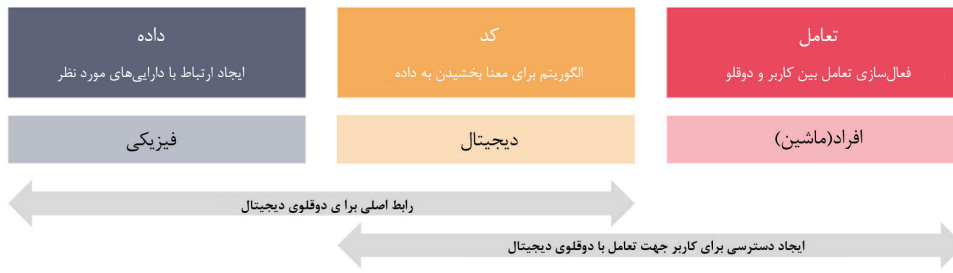 تعامل
فعال‌سازی تعامل بین کاربر و دوقلو
کد
الگوریتم برای معنا بخشیدن به داده
داده
ایجاد ارتباط با دارایی‌های مورد نظر
افراد(ماشین)
دیجیتال
فیزیکی
رابط اصلی برا ی دوقلوی دیجیتال
ایجاد دسترسی برای کاربر جهت تعامل با دوقلوی دیجیتال